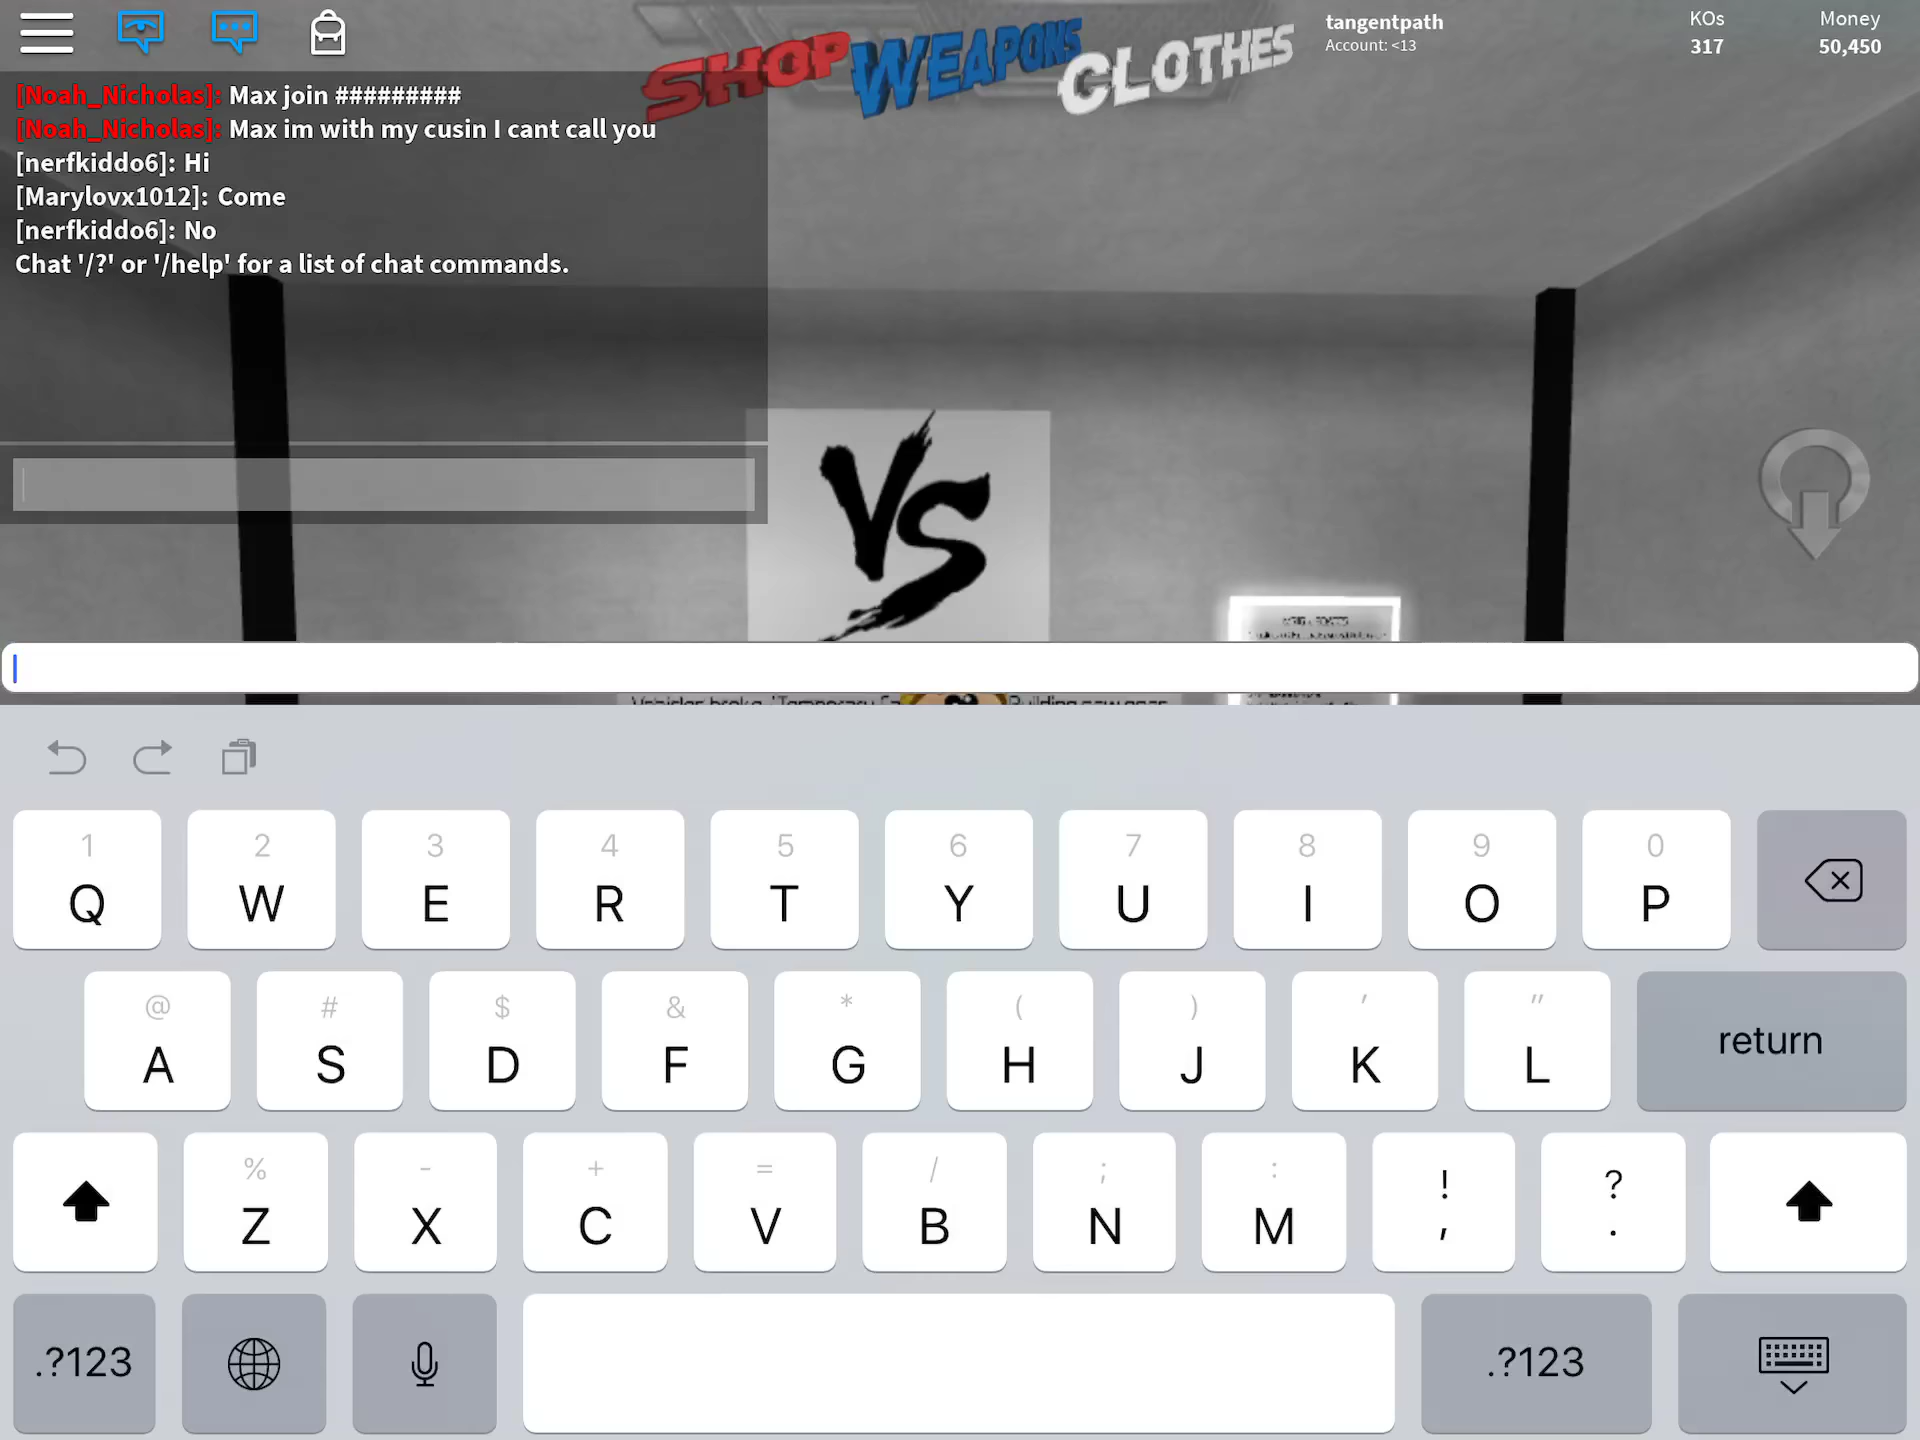 SHOP WEAPONS CLOTHES
tangentpath
Account: <13
KOs
317
Money
50,450
[Noah_Nicholas]: Max join #########
[Noah_Nicholas]: Max im with my cusin I cant call you
[nerfkiddo6]: Hi
[Marylovx1012]: Come
[nerfkiddo6]: No
Chat '/?' or '/help' for a list of chat commands.
VS
1 2 3 4 5 6 7 8 9 0
Q W E R T Y U I O P
@ # $ & * ( ) ' "
A S D F G H J K L return
% - + = / ; : ! ?
Z X C V B N M , .
.?123 .?123